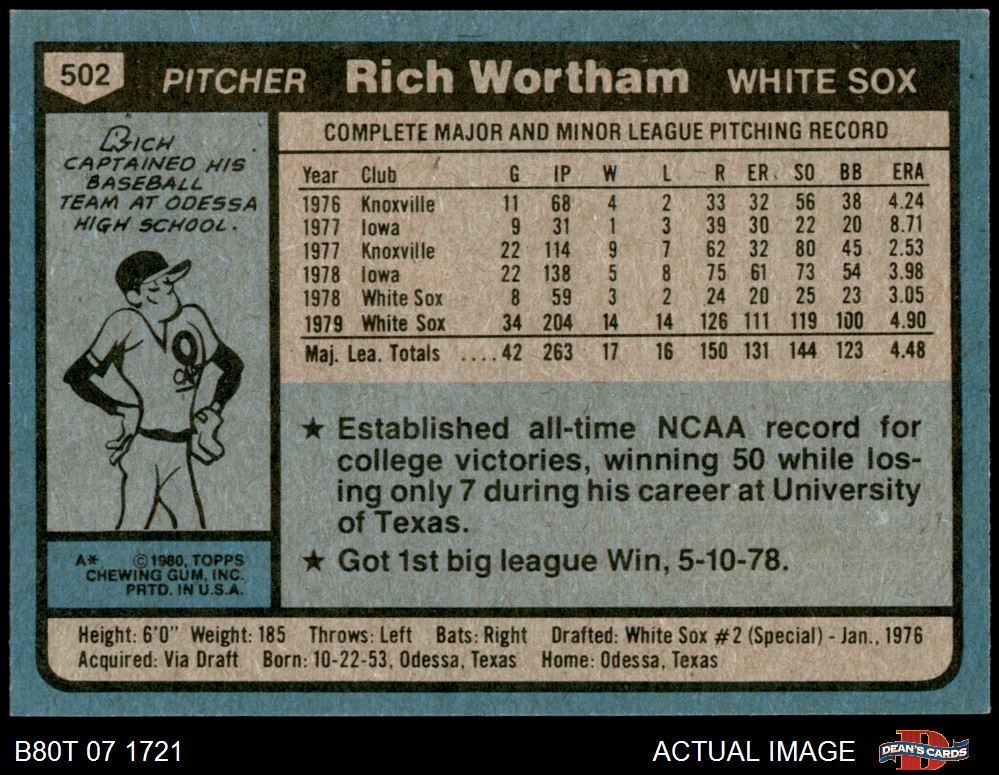 502 PITCHER Rich Wortham WHITE SOX
Rich
CAPTAINED HIS
BASEBALL
TEAM AT ODESSA
HIGH SCHOOL.
O
A* ©1980, TOPPS
CHEWING GUM, INC.
PRTD. IN U.S.A.
COMPLETE MAJOR AND MINOR LEAGUE PITCHING RECORD
Year Club G IP W L R ER SO BB ERA
1976 Knoxville 11 68 4 2 33 32 56 38 4.24
1977 Iowa 9 31 1 3 39 30 22 20 8.71
1977 Knoxville 22 114 9 7 62 32 80 45 2.53
1978 Iowa 22 138 5 8 75 61 73 54 3.98
1978 White Sox 8 59 3 2 24 20 25 23 3.05
1979 White Sox 34 204 14 14 126 111 119 100 4.90
Maj. Lea. Totals ....42 263 17 16 150 131 144 123 4.48
★ Established all-time NCAA record for
college victories, winning 50 while los-
ing only 7 during his career at University
of Texas.
★ Got 1st big league Win, 5-10-78.
Height: 6'0" Weight: 185 Throws: Left Bats: Right Drafted: White Sox #2 (Special) - Jan., 1976
Acquired: Via Draft Born: 10-22-53, Odessa, Texas Home: Odessa, Texas
B80T 07 1721 ACTUAL IMAGE DEAN'S CARDS